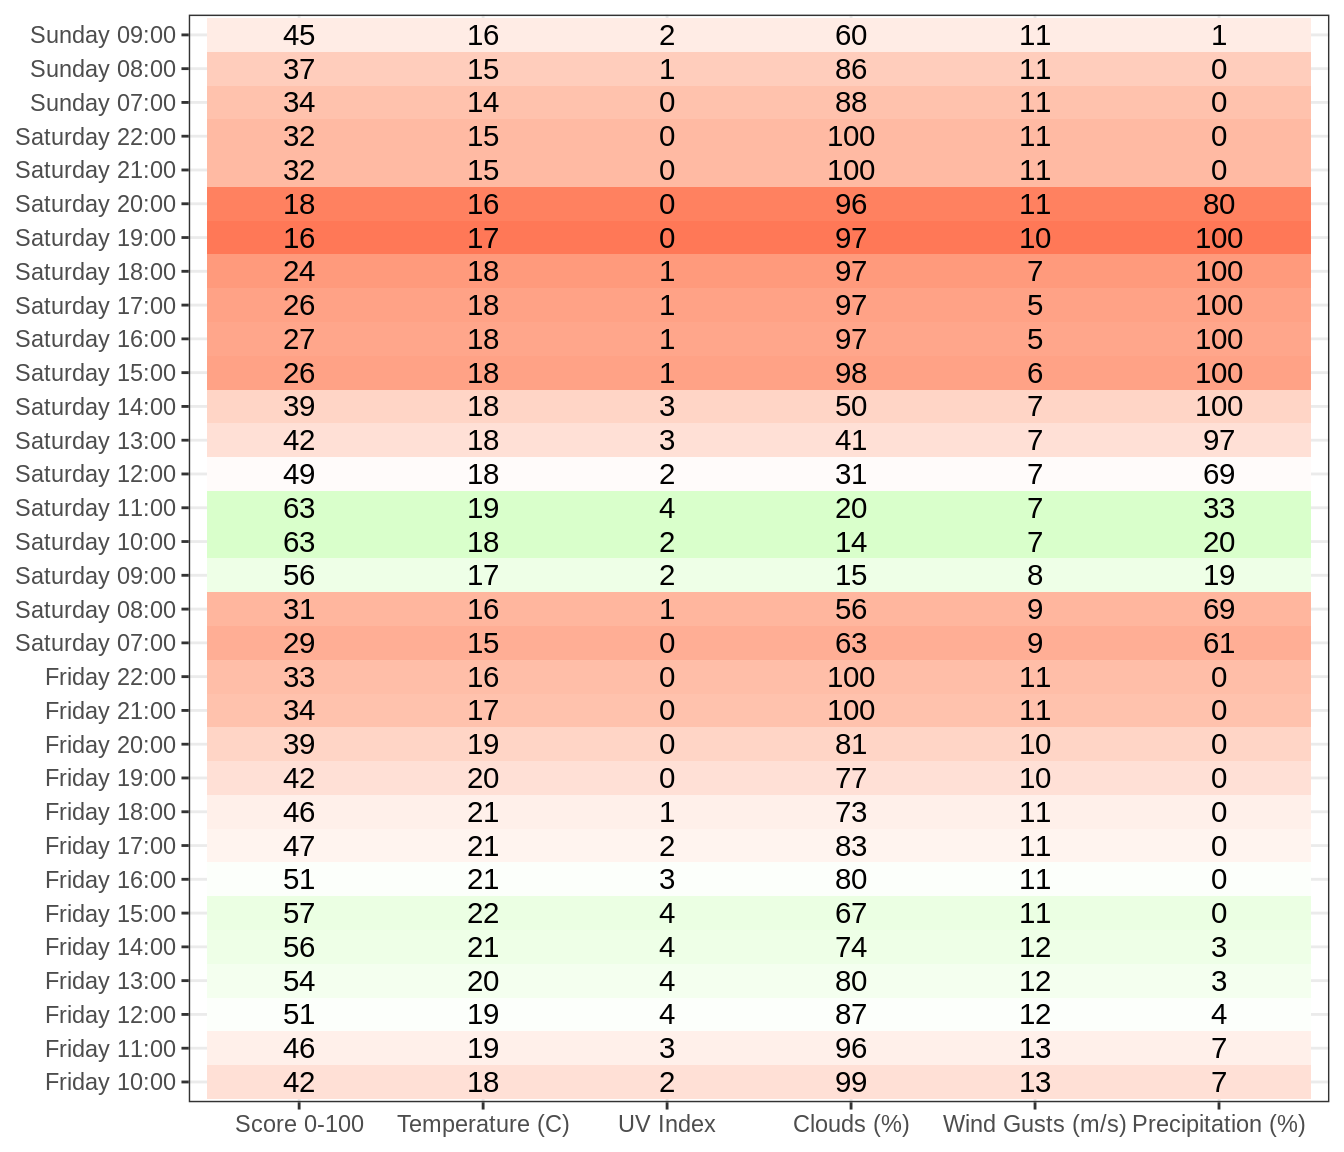 Sunday 09:00 45 16 2 60 11 1
Sunday 08:00 37 15 1 86 11 0
Sunday 07:00 34 14 0 88 11 0
Saturday 22:00 32 15 0 100 11 0
Saturday 21:00 32 15 0 100 11 0
Saturday 20:00 18 16 0 96 11 80
Saturday 19:00 16 17 0 97 10 100
Saturday 18:00 24 18 1 97 7 100
Saturday 17:00 26 18 1 97 5 100
Saturday 16:00 27 18 1 97 5 100
Saturday 15:00 26 18 1 98 6 100
Saturday 14:00 39 18 3 50 7 100
Saturday 13:00 42 18 3 41 7 97
Saturday 12:00 49 18 2 31 7 69
Saturday 11:00 63 19 4 20 7 33
Saturday 10:00 63 18 2 14 7 20
Saturday 09:00 56 17 2 15 8 19
Saturday 08:00 31 16 1 56 9 69
Saturday 07:00 29 15 0 63 9 61
Friday 22:00 33 16 0 100 11 0
Friday 21:00 34 17 0 100 11 0
Friday 20:00 39 19 0 81 10 0
Friday 19:00 42 20 0 77 10 0
Friday 18:00 46 21 1 73 11 0
Friday 17:00 47 21 2 83 11 0
Friday 16:00 51 21 3 80 11 0
Friday 15:00 57 22 4 67 11 0
Friday 14:00 56 21 4 74 12 3
Friday 13:00 54 20 4 80 12 3
Friday 12:00 51 19 4 87 12 4
Friday 11:00 46 19 3 96 13 7
Friday 10:00 42 18 2 99 13 7
Score 0-100 Temperature (C) UV Index Clouds (%) Wind Gusts (m/s) Precipitation (%)